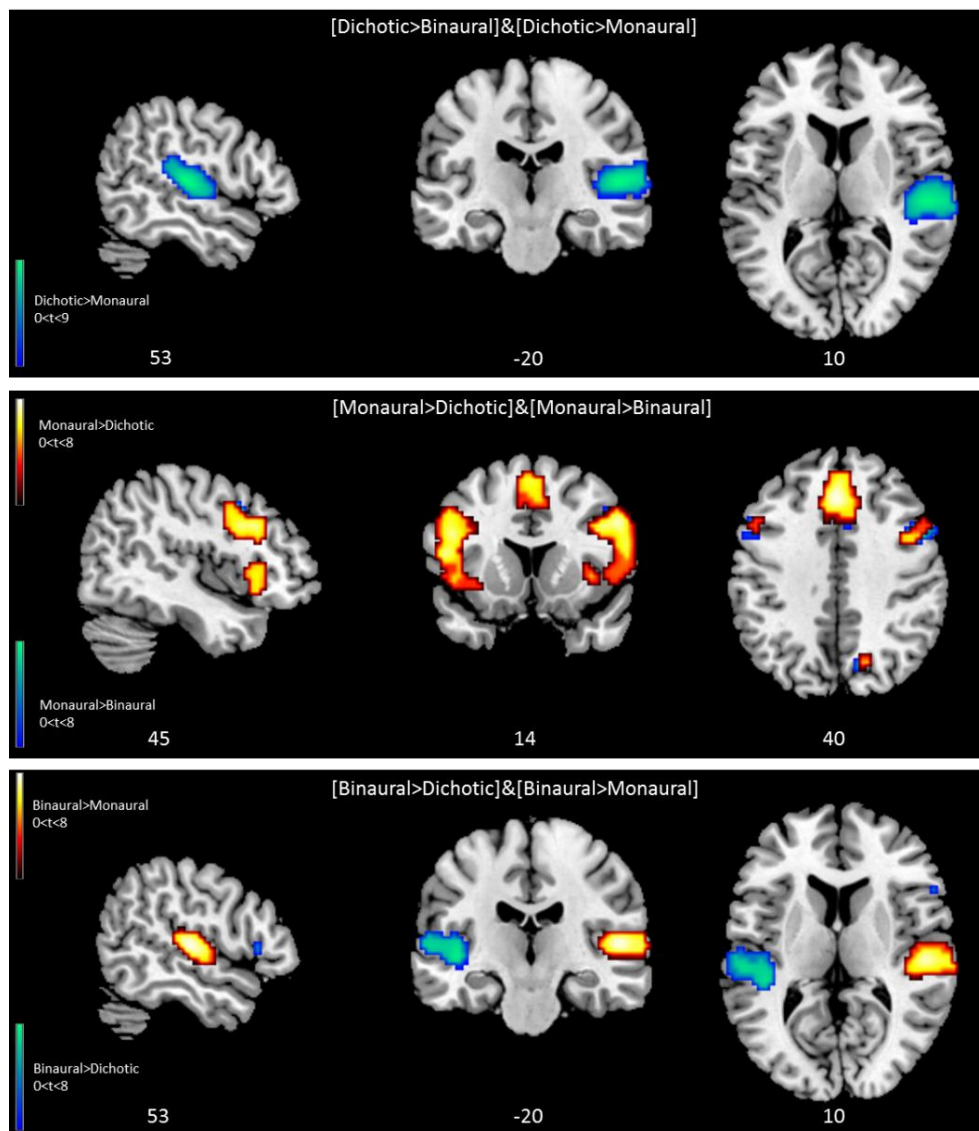 [Dichotic>Binaural]&[Dichotic>Monaural]
Dichotic>Monaural
0<t<9
53
-20
10
[Monaural>Dichotic]&[Monaural>Binaural]
Monaural>Dichotic
0<t<8
Monaural>Binaural
0<t<8
45
14
40
[Binaural>Dichotic]&[Binaural>Monaural]
Binaural>Monaural
0<t<8
Binaural>Dichotic
0<t<8
53
-20
10